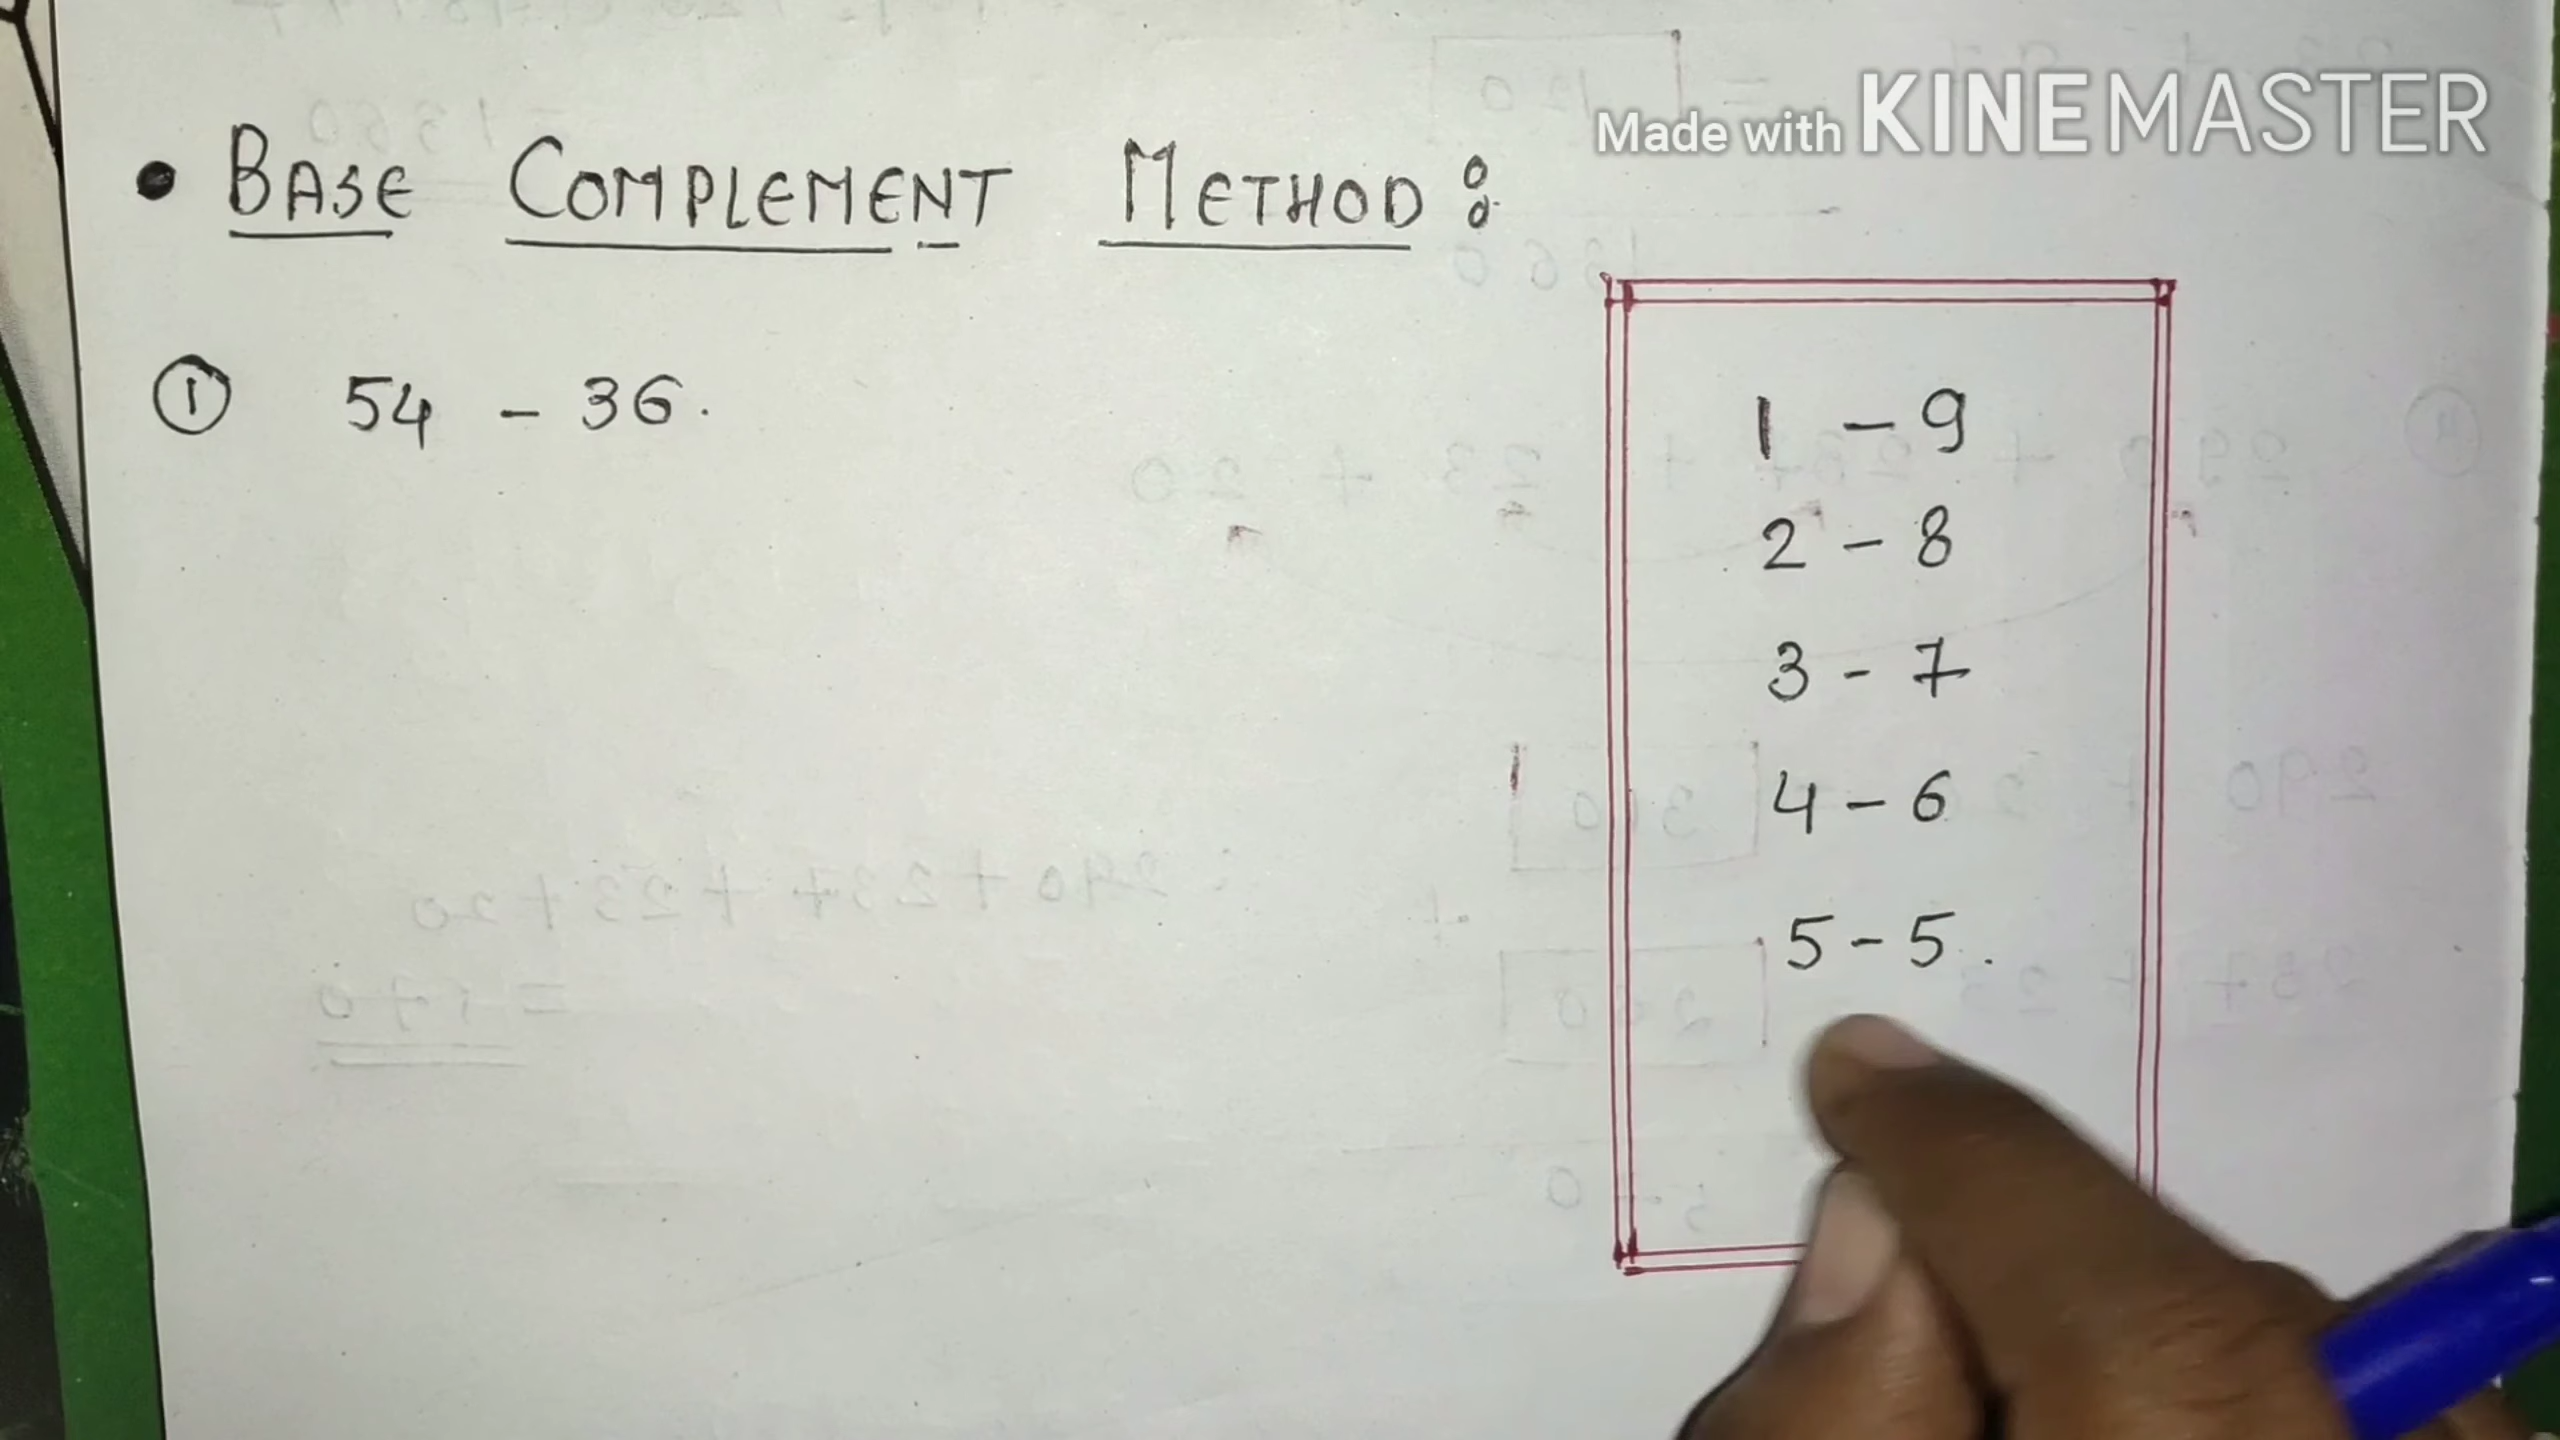 Made with KINEMASTER
• BASE COMPLEMENT METHOD :
① 54 - 36.
1 - 9
2 - 8
3 - 7
4 - 6
5 - 5.